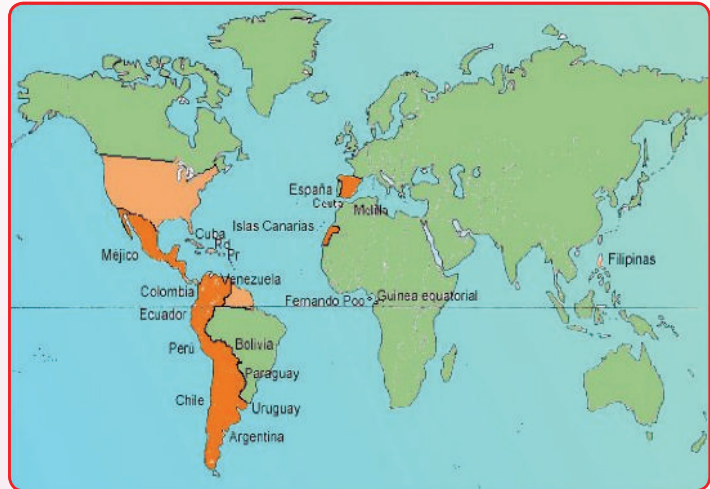 España
Ceuta
Melilla
Islas Canarias
Cuba
Rd
Pr
Méjico
Filipinas
Venezuela
Colombia
Fernando Poo
Guinea equatorial
Ecuador
Bolivia
Perú
Paraguay
Chile
Uruguay
Argentina